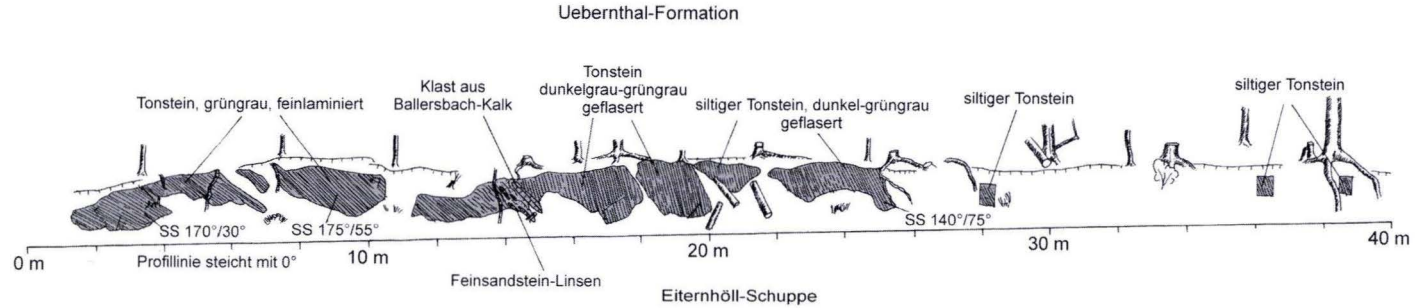 Uebernthal-Formation
Tonstein, grüngrau, feinlaminiert
Klast aus
Ballersbach-Kalk
Tonstein
dunkelgrau-grüngrau
geflasert
siltiger Tonstein, dunkel-grüngrau
geflasert
siltiger Tonstein
siltiger Tonstein
SS 170°/30°
SS 175°/55°
SS 140°/75°
0 m
10 m
20 m
30 m
40 m
Profillinie steicht mit 0°
Feinsandstein-Linsen
Eiternhöll-Schuppe